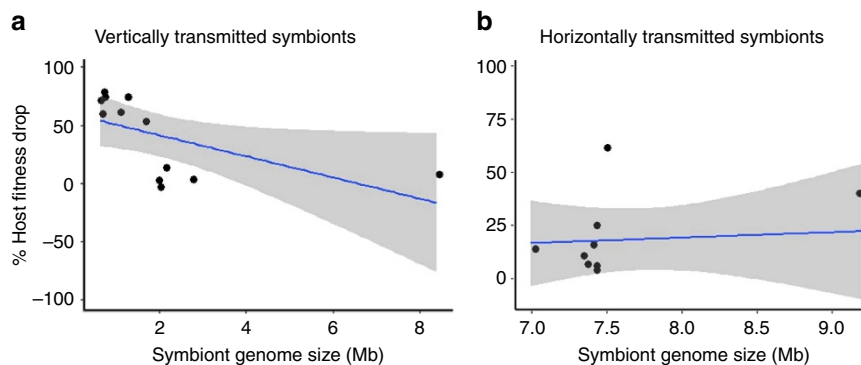 a
Vertically transmitted symbionts
100
50
0
−50
−100
% Host fitness drop
2
4
6
8
Symbiont genome size (Mb)
b
Horizontally transmitted symbionts
100
75
50
25
0
7.0
7.5
8.0
8.5
9.0
Symbiont genome size (Mb)